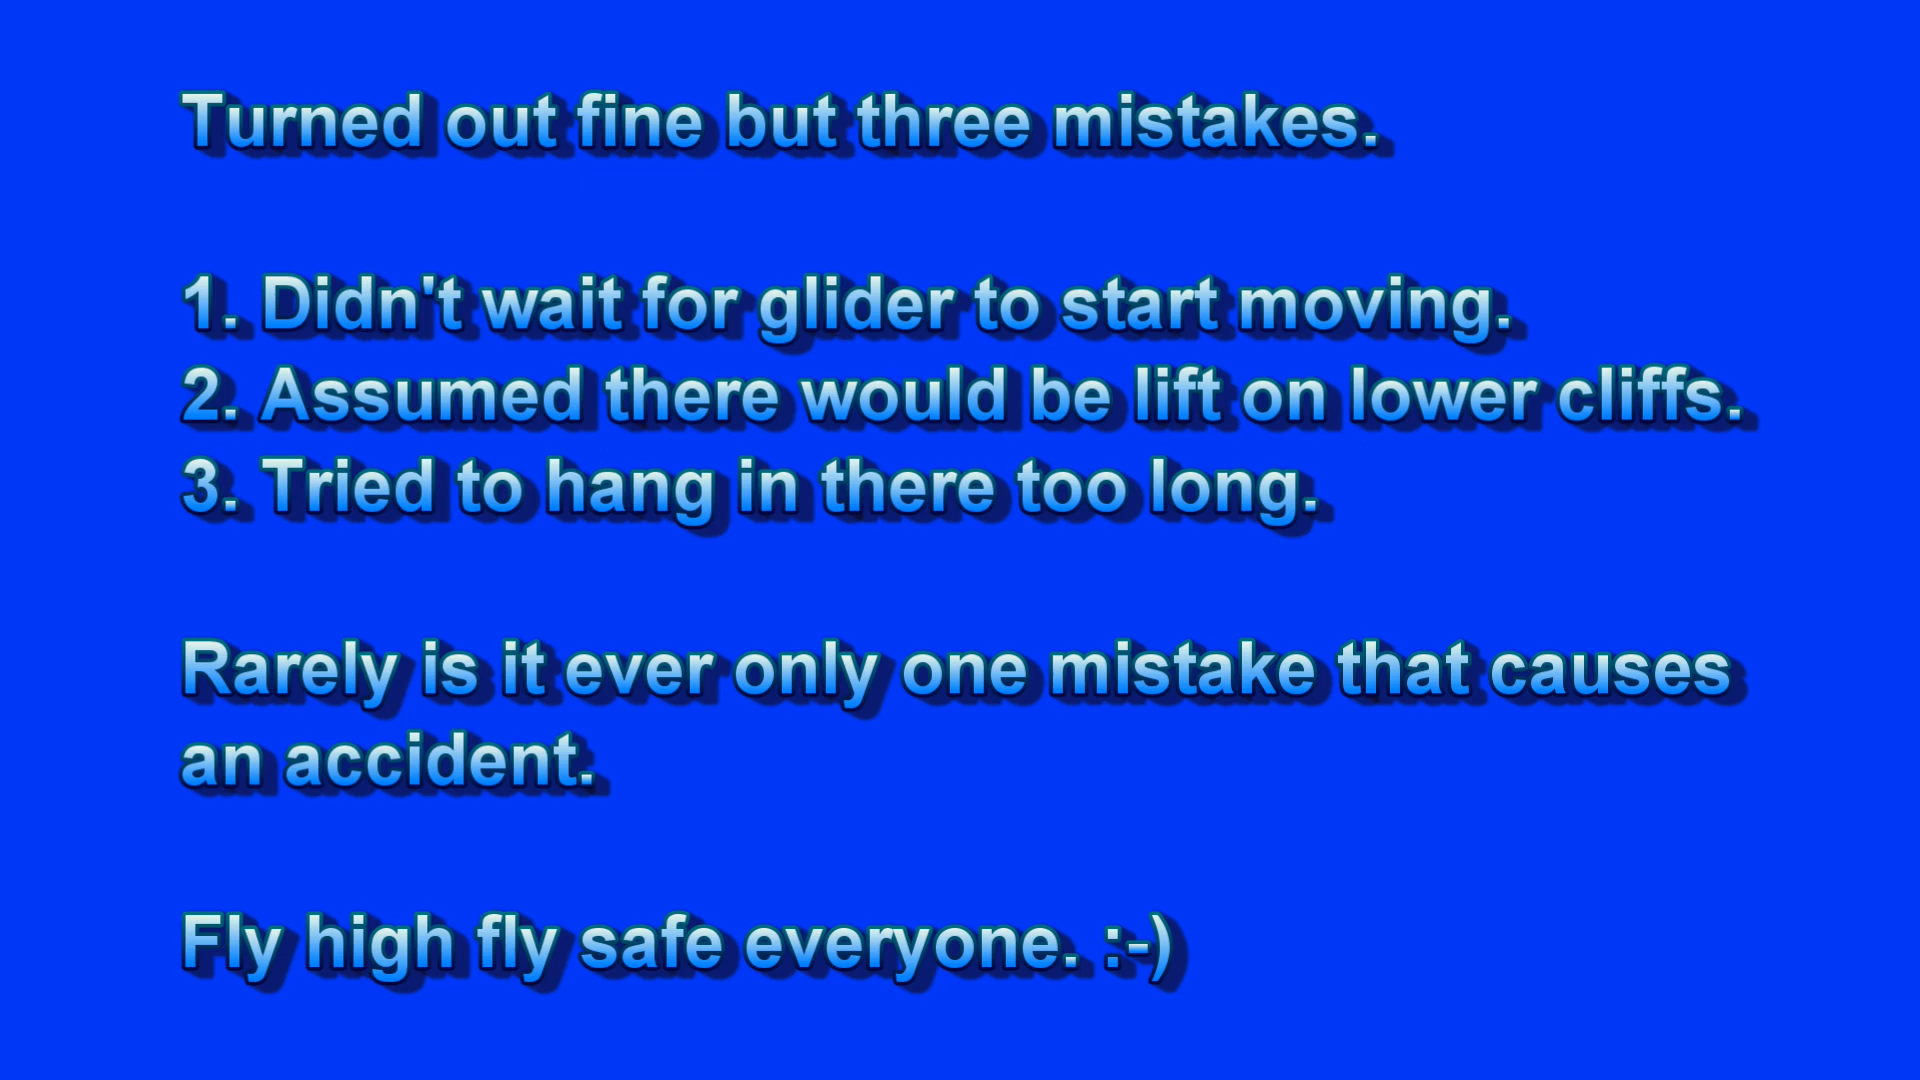 Turned out fine but three mistakes.
1. Didn't wait for glider to start moving.
2. Assumed there would be lift on lower cliffs.
3. Tried to hang in there too long.
Rarely is it ever only one mistake that causes
an accident.
Fly high fly safe everyone. :-)